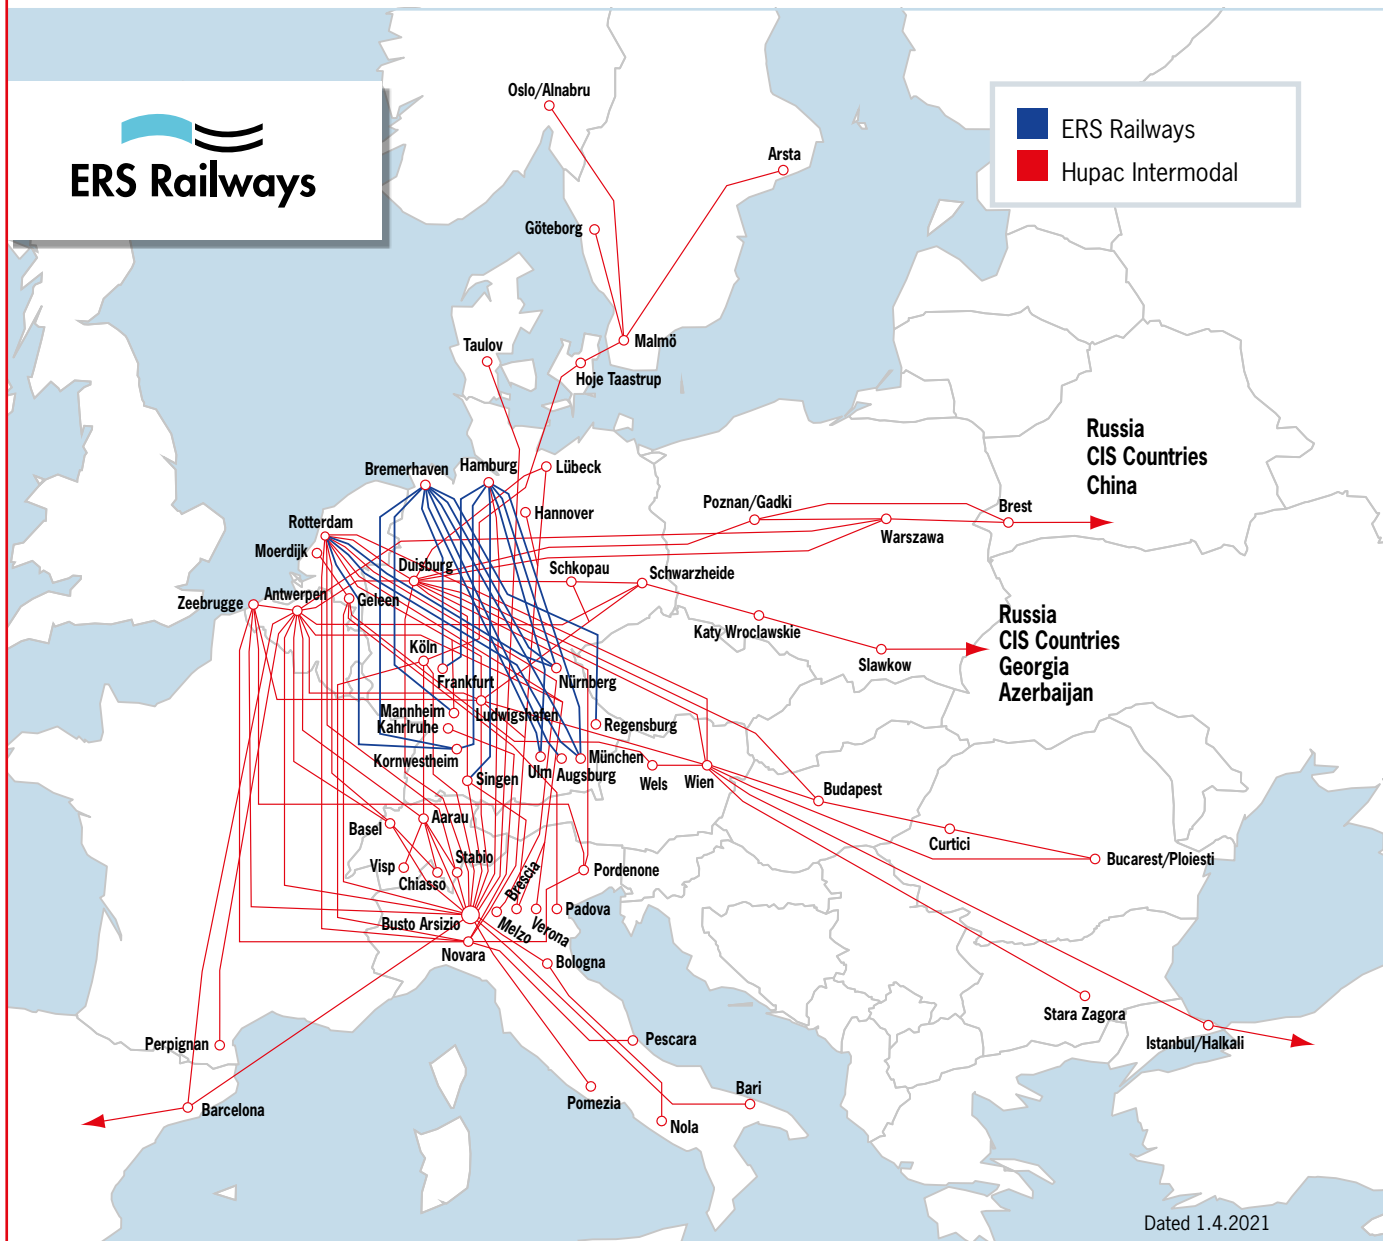 Oslo/Alnabru
ERS Railways
Hupac Intermodal
ERS Railways
Arsta
Göteborg
Malmö
Taulov
Hoje Taastrup
Russia
CIS Countries
China
Hamburg
Bremerhaven
Lübeck
Poznan/Gadki
Brest
Hannover
Rotterdam
Warszawa
Moerdijk
Duisburg
Schkopau
Schwarzheide
Antwerpen
Geleen
Zeebrugge
Russia
CIS Countries
Georgia
Azerbaijan
Katy Wroclawskie
Köln
Slawkow
Frankfurt
Nürnberg
Mannheim
Ludwigshafen
Kahrlruhe
Regensburg
Kornwestheim
München
Ulm
Augsburg
Singen
Wels
Wien
Budapest
Aarau
Basel
Curtici
Stabio
Bucarest/Ploiesti
Visp
Chiasso
Brescia
Pordenone
Padova
Busto Arsizio
Melzo
Verona
Novara
Bologna
Stara Zagora
Perpignan
Pescara
Istanbul/Halkali
Bari
Pomezia
Barcelona
Nola
Dated 1.4.2021